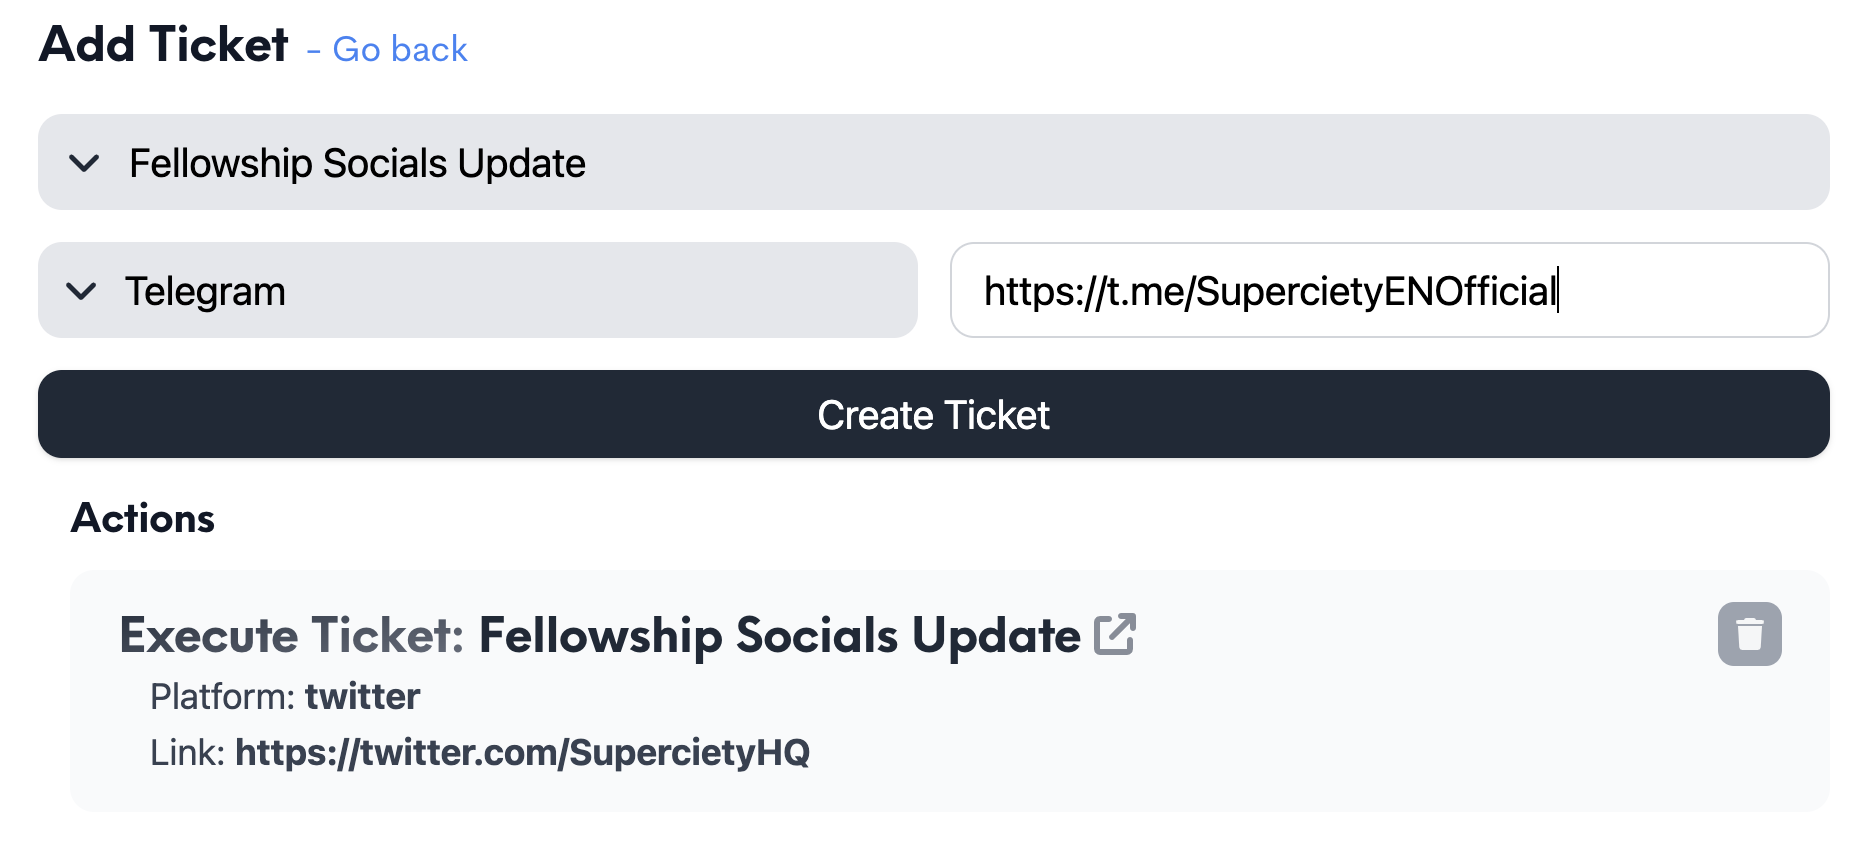 Add Ticket - Go back
Fellowship Socials Update
Telegram
https://t.me/SupercietyENOfficial
Create Ticket
Actions
Execute Ticket: Fellowship Socials Update
Platform: twitter
Link: https://twitter.com/SupercietyHQ